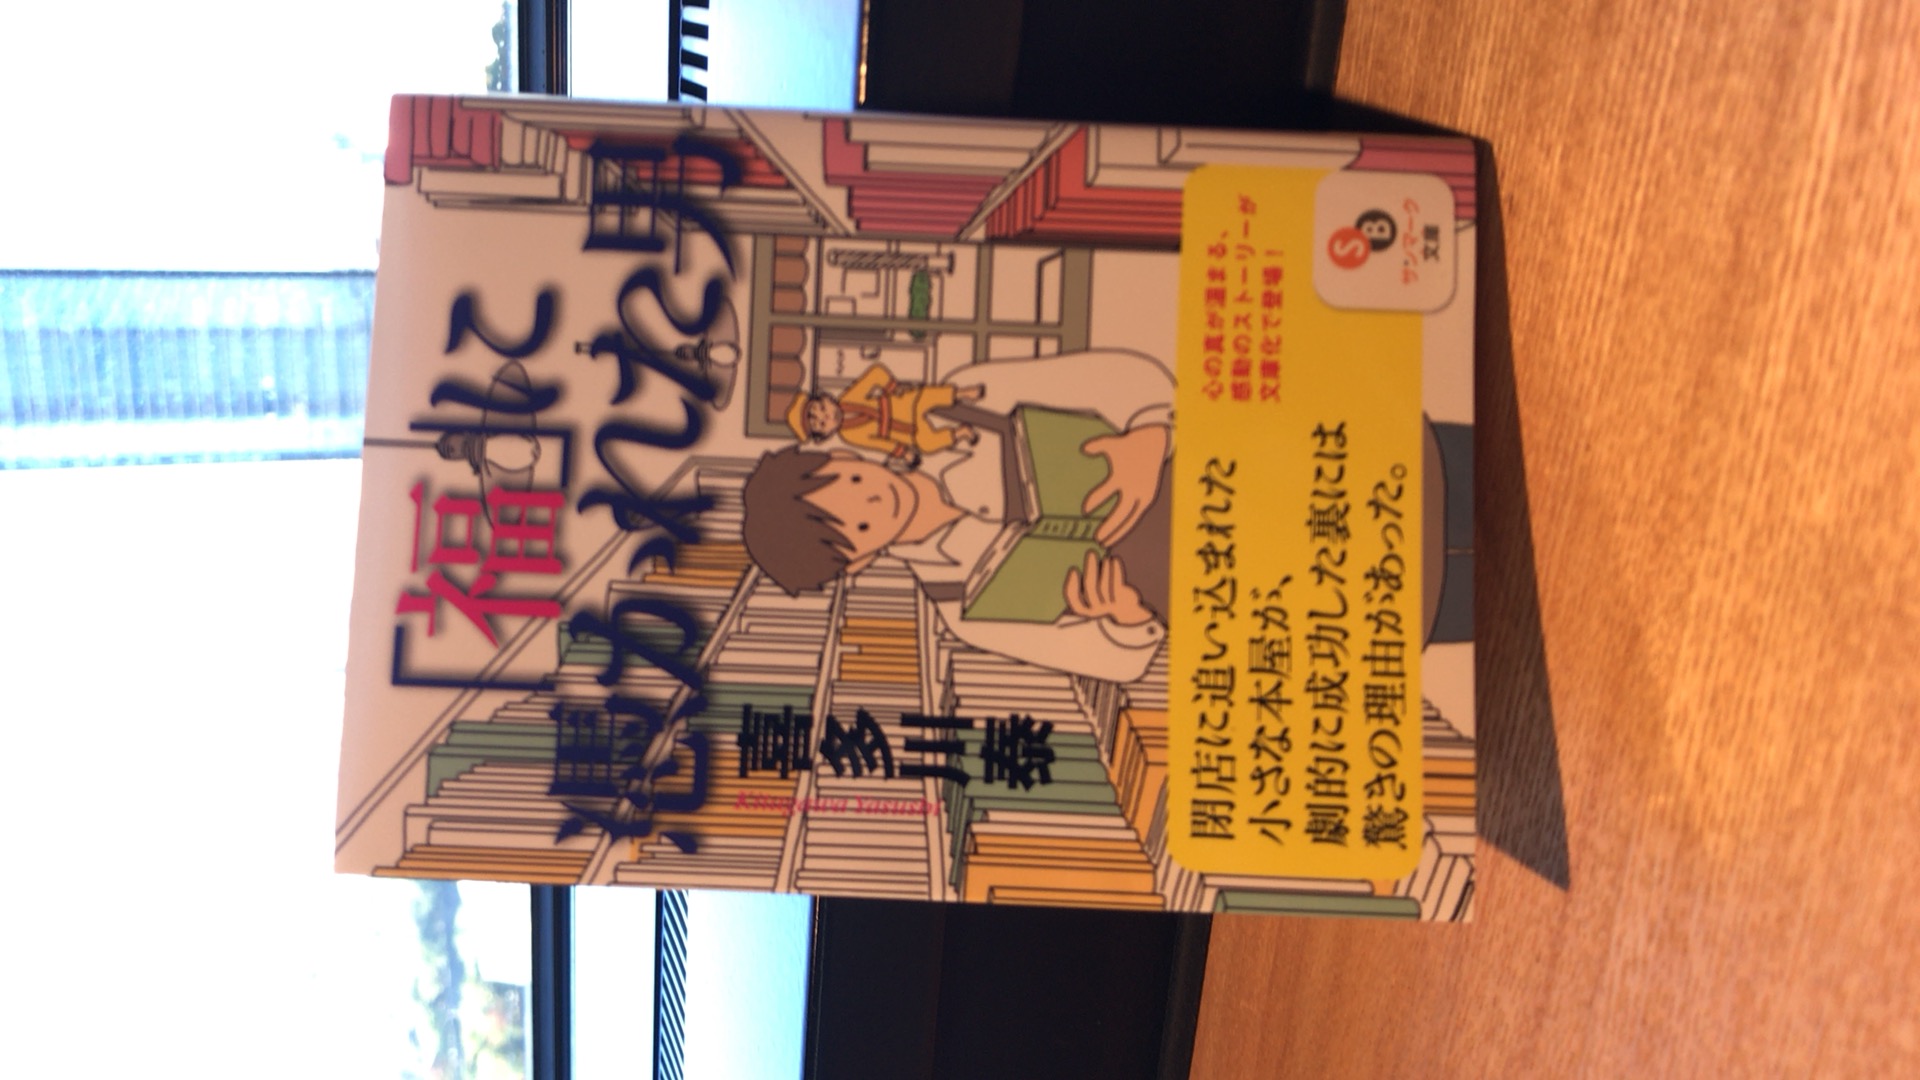 「福」に
憑かれた男
喜多川泰
Kitagawa Yasushi
閉店に追い込まれた
小さな本屋が、
劇的に成功した裏には
驚きの理由があった。
心の真が温まる、
感動のストーリーが
文庫化で登場！
SB
サンマーク
文庫